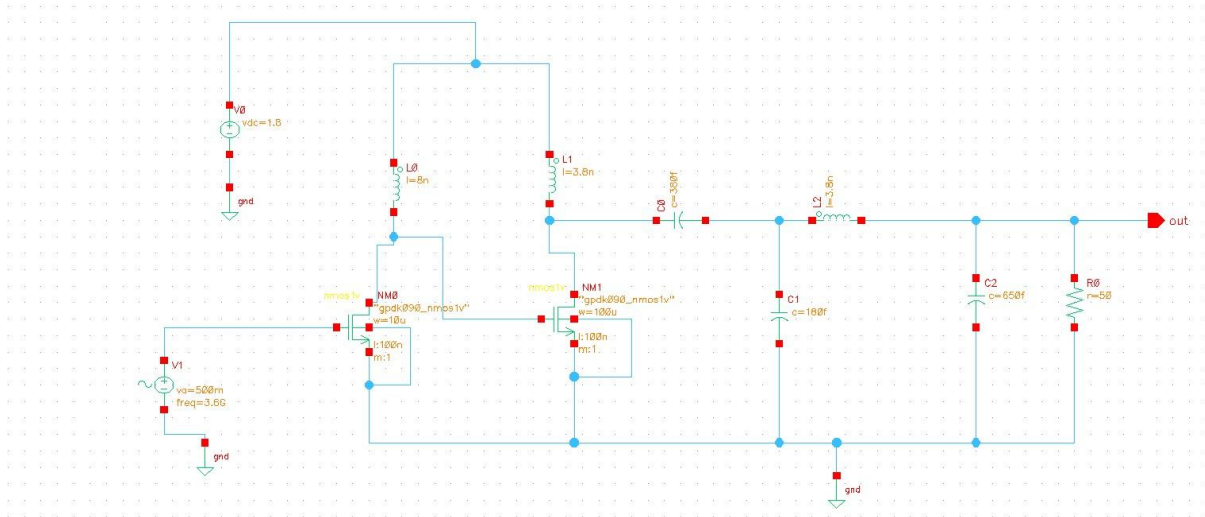 V0
vdc=1.8
gnd
L0
l=8n
L1
l=3.8n
C0
c=380f
L2
l=3.8n
out
nmos1v
NM0
"gpdk090_nmos1v"
w=10u
l:100n
m:1
nmos1v
NM1
"gpdk090_nmos1v"
w=100u
l:100n
m:1
C1
c=180f
C2
c=650f
R0
r=50
V1
va=500m
freq=3.6G
gnd
gnd